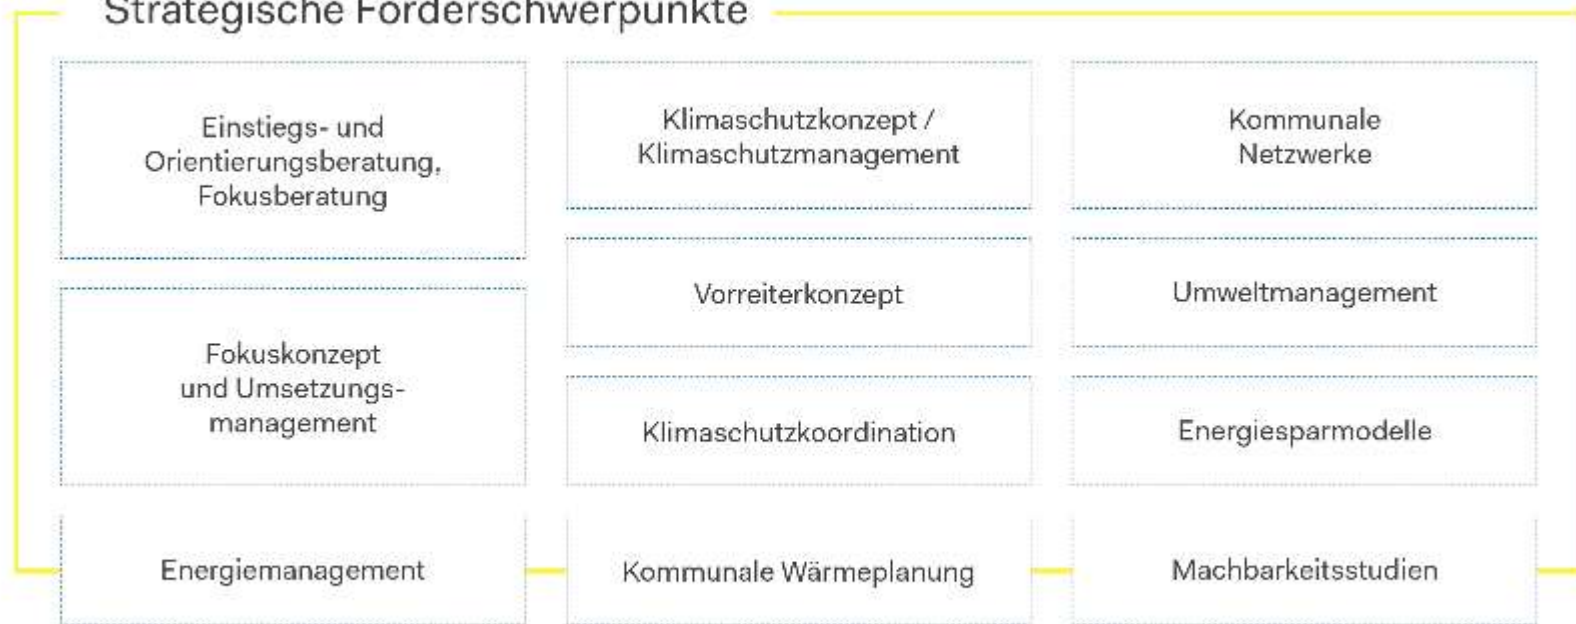 Strategische Förderschwerpunkte
Einstiegs- und
Orientierungsberatung,
Fokusberatung
Klimaschutzkonzept /
Klimaschutzmanagement
Kommunale
Netzwerke
Vorreiterkonzept
Umweltmanagement
Fokuskonzept
und Umsetzungs-
management
Klimaschutzkoordination
Energiesparmodelle
Energiemanagement
Kommunale Wärmeplanung
Machbarkeitsstudien